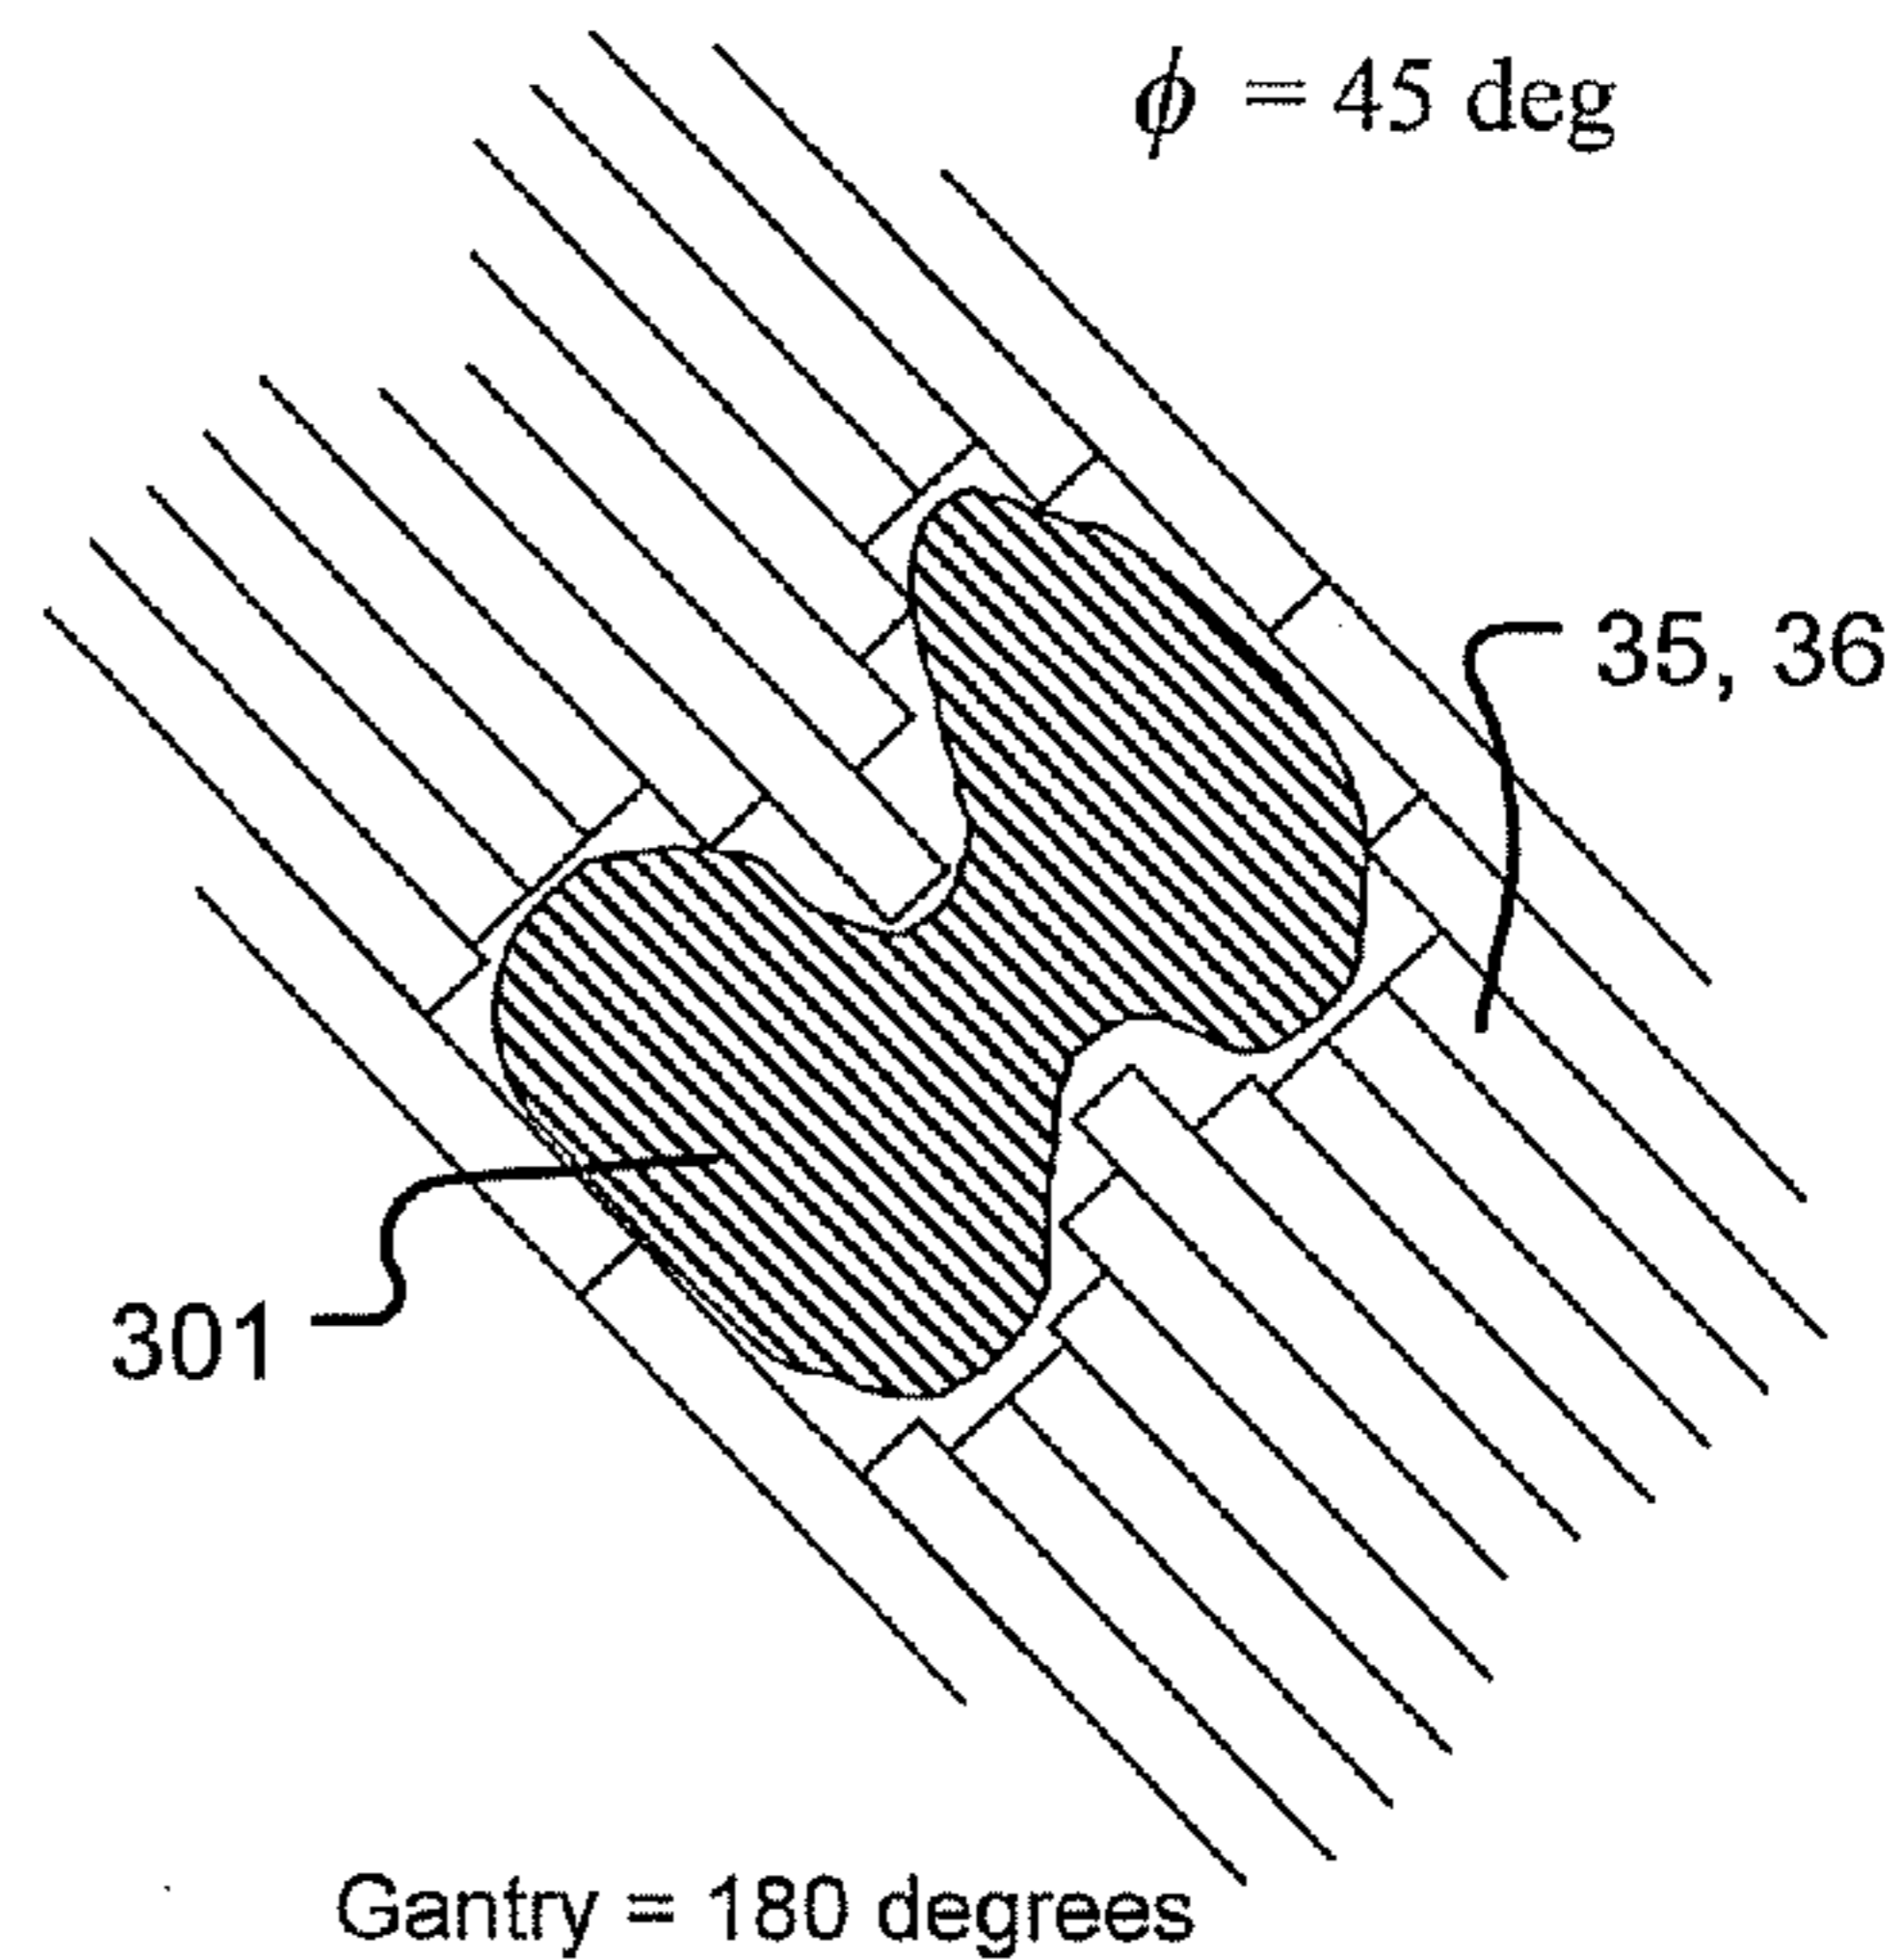 ϕ = 45 deg
35, 36
301
Gantry = 180 degrees